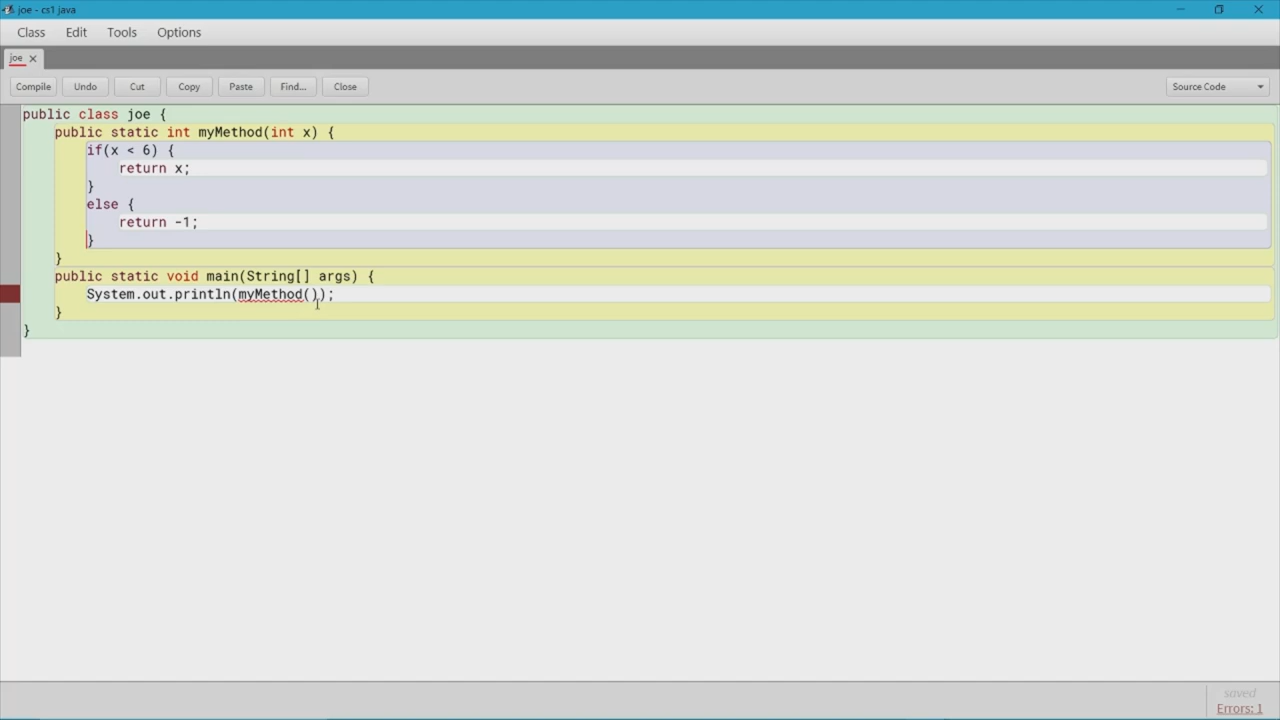 joe - cs1 java
Class Edit Tools Options
joe
Compile Undo Cut Copy Paste Find... Close Source Code
public class joe {
    public static int myMethod(int x) {
        if(x < 6) {
            return x;
        }
        else {
            return -1;
        }
    }
    public static void main(String[] args) {
        System.out.println(myMethod());
    }
}
saved
Errors: 1